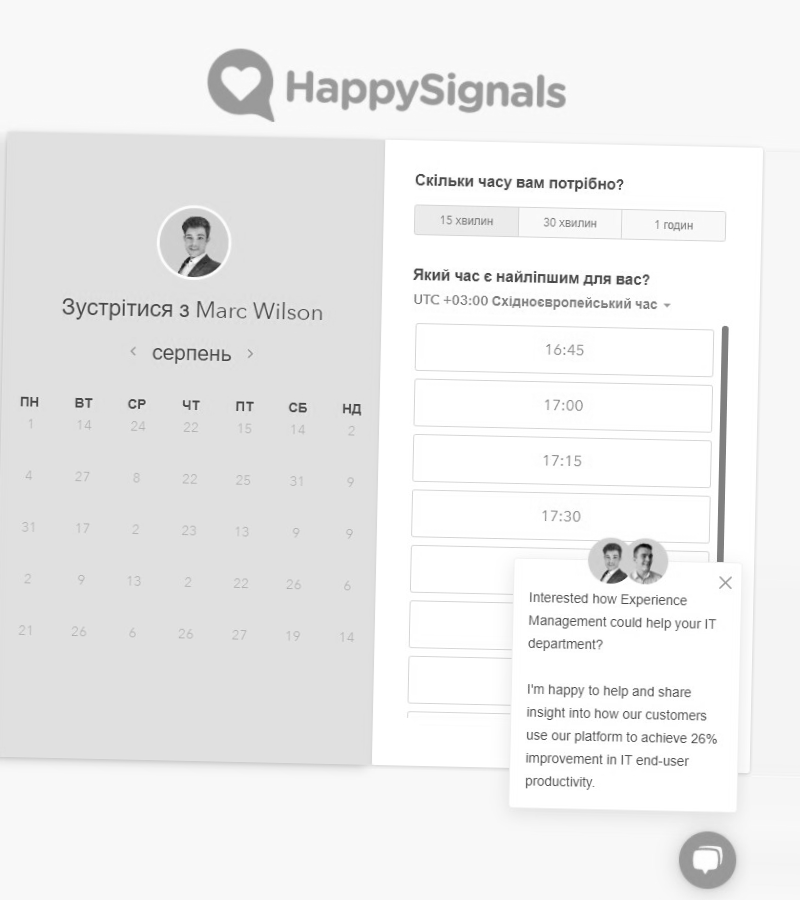 HappySignals
Зустрітися з Marc Wilson
серпень
ПН ВТ СР ЧТ ПТ СБ НД
1 14 24 22 15 14 2
4 27 8 22 25 31 9
31 17 2 23 13 9 9
2 9 13 2 22 26 6
21 26 6 26 27 19 14
Скільки часу вам потрібно?
15 хвилин 30 хвилин 1 годин
Який час є найліпшим для вас?
UTC +03:00 Східноєвропейський час
16:45
17:00
17:15
17:30
Interested how Experience
Management could help your IT
department?
I'm happy to help and share
insight into how our customers
use our platform to achieve 26%
improvement in IT end-user
productivity.